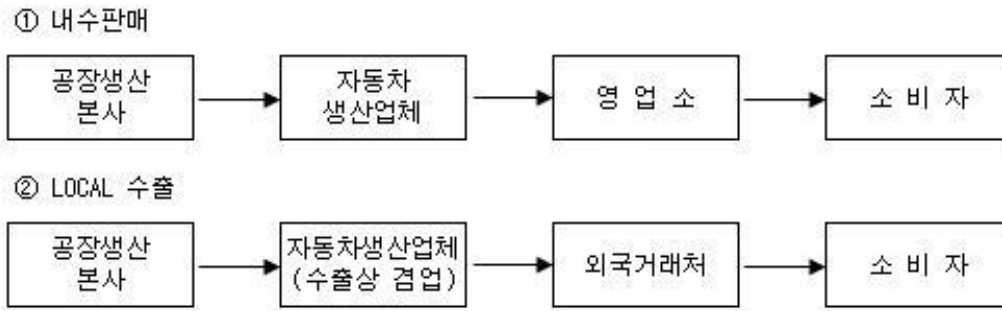 ① 내수판매
공장생산
본사
자동차
생산업체
영 업 소
소 비 자
② LOCAL 수출
공장생산
본사
자동차생산업체
(수출상 겸업)
외국거래처
소 비 자